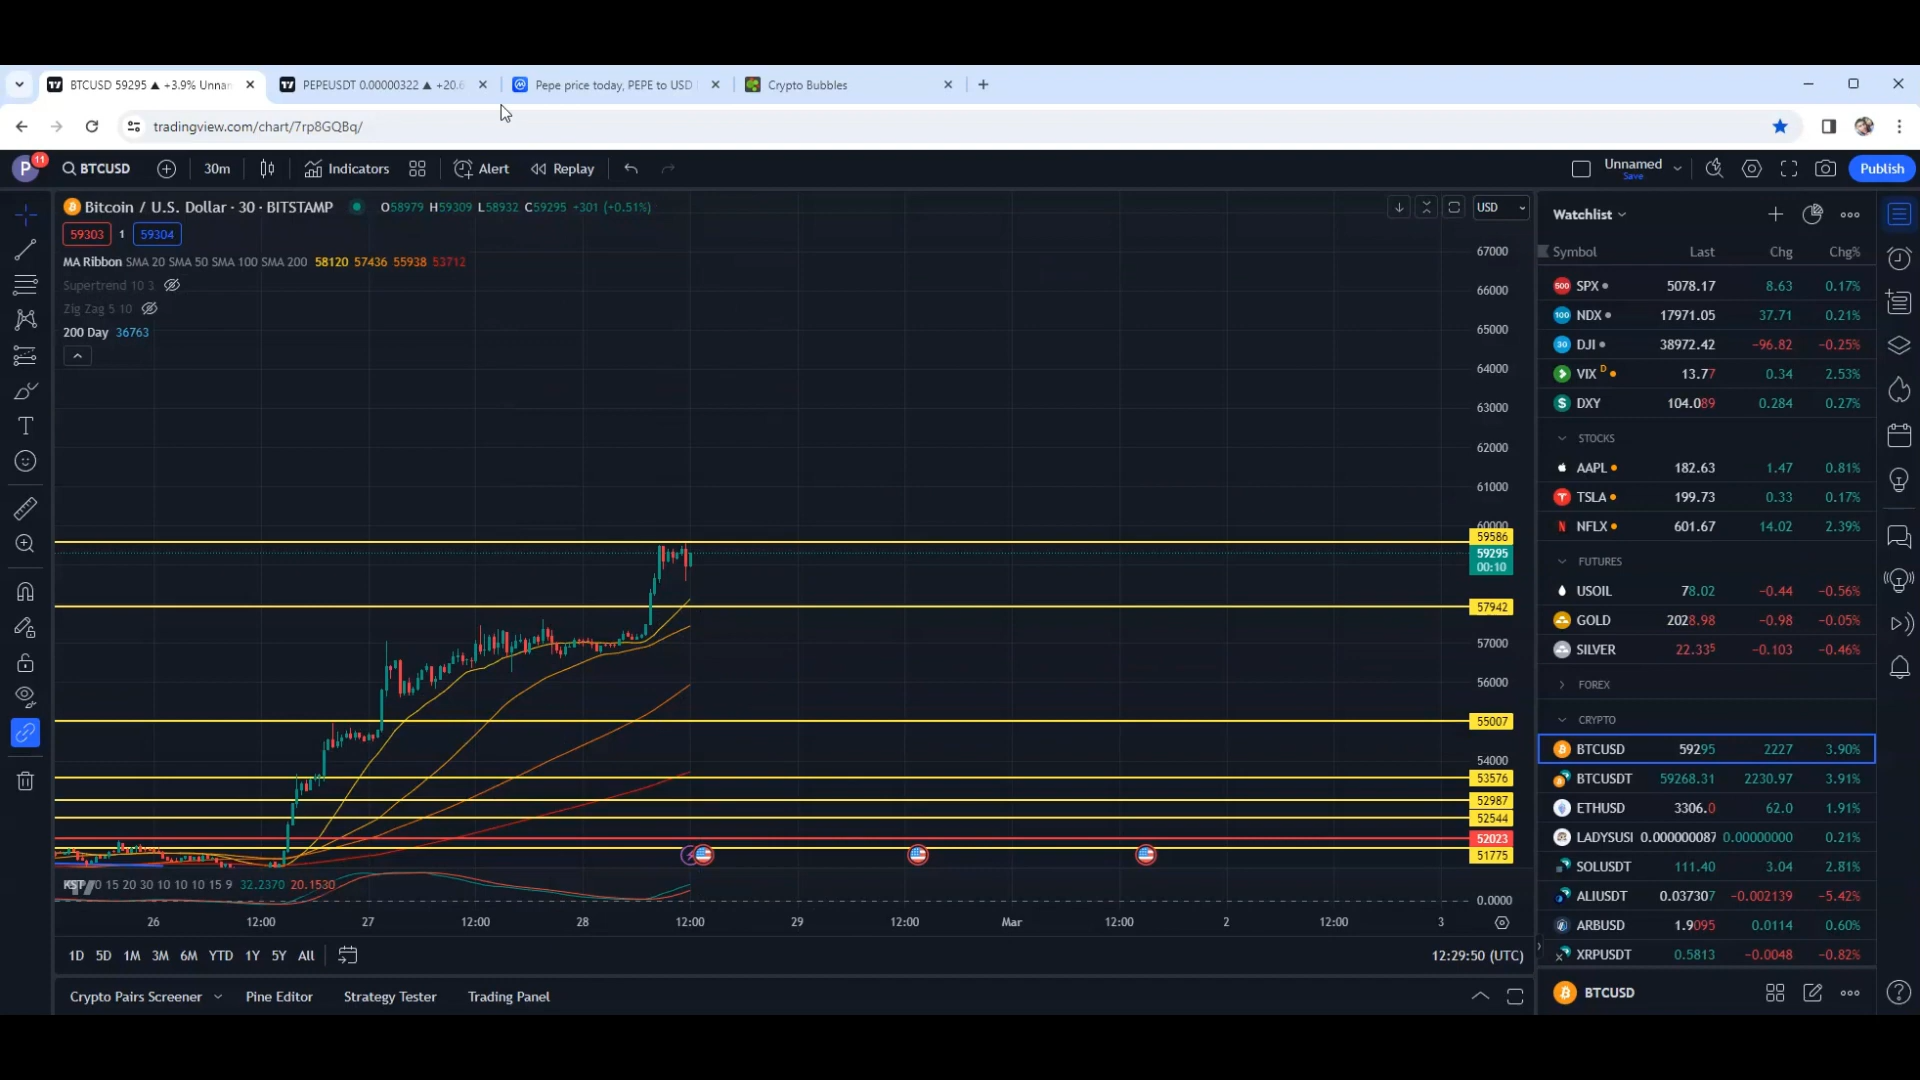 BTCUSD 59295 ▲ +3.9% Unnan
PEPEUSDT 0.00000322 ▲ +20.6
Pepe price today, PEPE to USD
Crypto Bubbles
tradingview.com/chart/7rp8GQBq/
P 11
BTCUSD
30m
Indicators
Alert
Replay
Unnamed
Save
Publish
Bitcoin / U.S. Dollar · 30 · BITSTAMP
O58979 H59309 L58932 C59295 +301 (+0.51%)
USD
59303 1 59304
MA Ribbon SMA 20 SMA 50 SMA 100 SMA 200 58120 57436 55938 53712
Supertrend 10 3
Zig Zag 5 10
200 Day 36763
67000
66000
65000
64000
63000
62000
61000
60000
59586
59295
00:10
57942
57000
56000
55007
54000
53576
52987
52544
52023
51775
KST 10 15 20 30 10 10 10 15 9 32.2370 20.1530
0.0000
26 12:00 27 12:00 28 12:00 29 12:00 Mar 12:00 2 12:00 3
1D 5D 1M 3M 6M YTD 1Y 5Y All
12:29:50 (UTC)
Crypto Pairs Screener Pine Editor Strategy Tester Trading Panel
Watchlist
Symbol Last Chg Chg%
500 SPX 5078.17 8.63 0.17%
100 NDX 17971.05 37.71 0.21%
30 DJI 38972.42 −96.82 −0.25%
VIX D 13.77 0.34 2.53%
DXY 104.089 0.284 0.27%
STOCKS
AAPL 182.63 1.47 0.81%
TSLA 199.73 0.33 0.17%
NFLX 601.67 14.02 2.39%
FUTURES
USOIL 78.02 −0.44 −0.56%
GOLD 2028.98 −0.98 −0.05%
SILVER 22.335 −0.103 −0.46%
FOREX
CRYPTO
BTCUSD 59295 2227 3.90%
BTCUSDT 59268.31 2230.97 3.91%
ETHUSD 3306.0 62.0 1.91%
LADYSUSI 0.000000087 0.00000000 0.21%
SOLUSDT 111.40 3.04 2.81%
ALIUSDT 0.037307 −0.002139 −5.42%
ARBUSD 1.9095 0.0114 0.60%
XRPUSDT 0.5813 −0.0048 −0.82%
BTCUSD